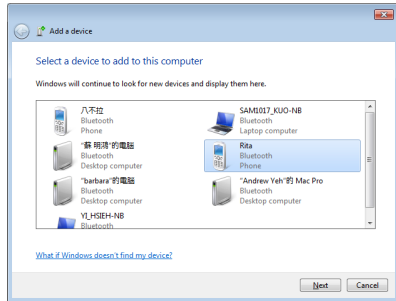 Add a device
Select a device to add to this computer
Windows will continue to look for new devices and display them here.
八不拉
Bluetooth
Phone
SAM1017_KUO-NB
Bluetooth
Laptop computer
"蘇 明鴻"的電腦
Bluetooth
Desktop computer
Rita
Bluetooth
Phone
"barbara"的電腦
Bluetooth
Desktop computer
"Andrew Yeh"的 Mac Pro
Bluetooth
Desktop computer
YI_HSIEH-NB
Bluetooth
What if Windows doesn't find my device?
Next
Cancel